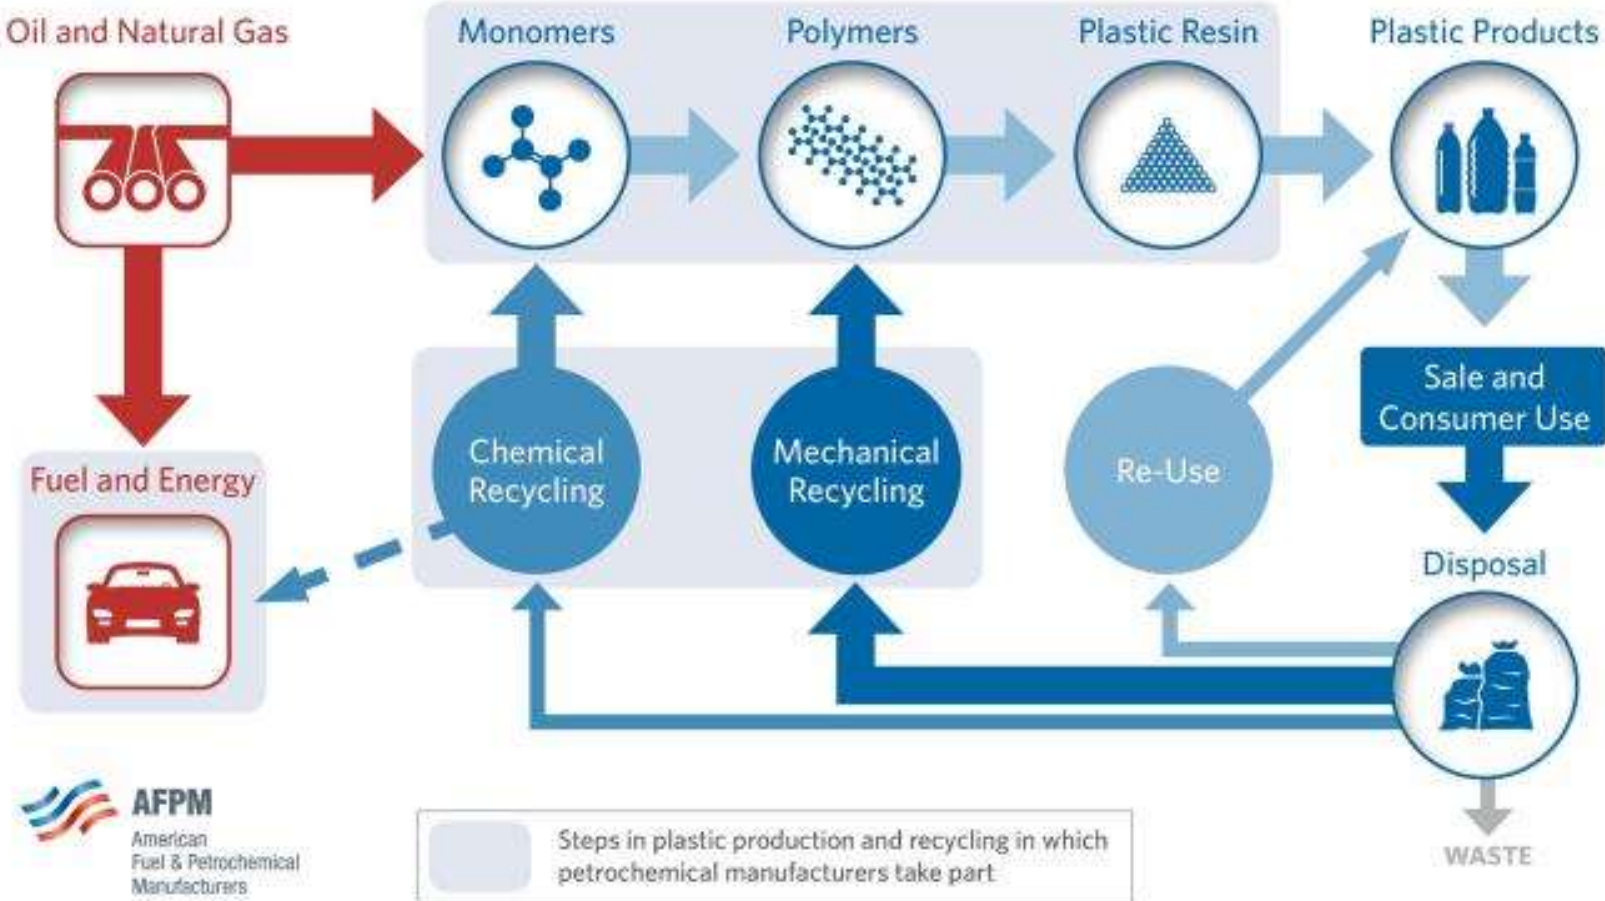 Oil and Natural Gas
Monomers
Polymers
Plastic Resin
Plastic Products
Sale and
Consumer Use
Fuel and Energy
Chemical
Recycling
Mechanical
Recycling
Re-Use
Disposal
WASTE
AFPM
American
Fuel & Petrochemical
Manufacturers
Steps in plastic production and recycling in which
petrochemical manufacturers take part